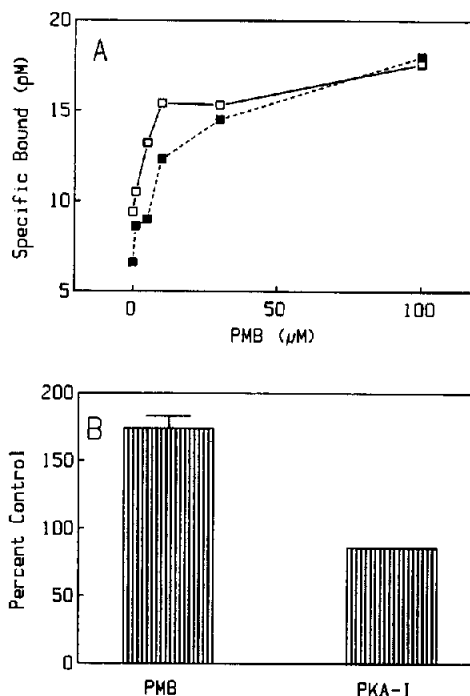 A
20
15
10
5
Specific Bound (pM)
0 50 100
PMB (µM)
B
200
150
100
50
0
Percent Control
PMB PKA-I